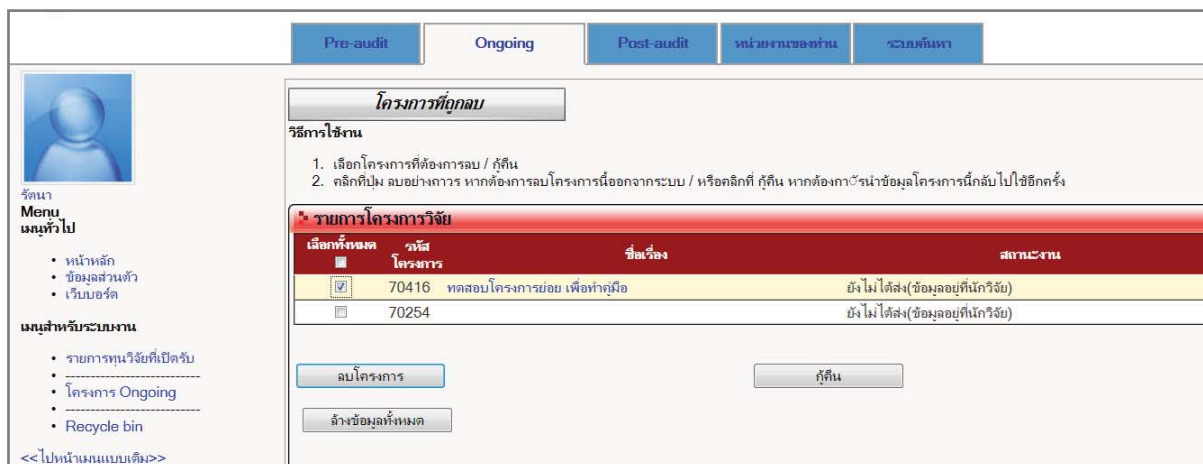 Pre-audit Ongoing Post-audit หน่วยงานของท่าน ระบบค้นหา
รัตนา
Menu
เมนูทั่วไป
• หน้าหลัก
• ข้อมูลส่วนตัว
• เว็บบอร์ด
เมนูสำหรับระบบงาน
• รายการทุนวิจัยที่เปิดรับ
• ---------------------------
• โครงการ Ongoing
• ---------------------------
• Recycle bin
<<ไปหน้าเมนูแบบเดิม>>
โครงการที่ถูกลบ
วิธีการใช้งาน
1. เลือกโครงการที่ต้องการลบ / กู้คืน
2. คลิกที่ปุ่ม ลบอย่างถาวร หากต้องการลบโครงการนี้ออกจากระบบ / หรือคลิกที่ กู้คืน หากต้องกาัรนำข้อมูลโครงการนี้กลับไปใช้อีกครั้ง
รายการโครงการวิจัย
เลือกทั้งหมด รหัสโครงการ ชื่อเรื่อง สถานะงาน
70416 ทดสอบโครงการย่อย เพื่อทำคู่มือ ยังไม่ได้ส่ง(ข้อมูลอยู่ที่นักวิจัย)
70254 ยังไม่ได้ส่ง(ข้อมูลอยู่ที่นักวิจัย)
ลบโครงการ กู้คืน
ล้างข้อมูลทั้งหมด